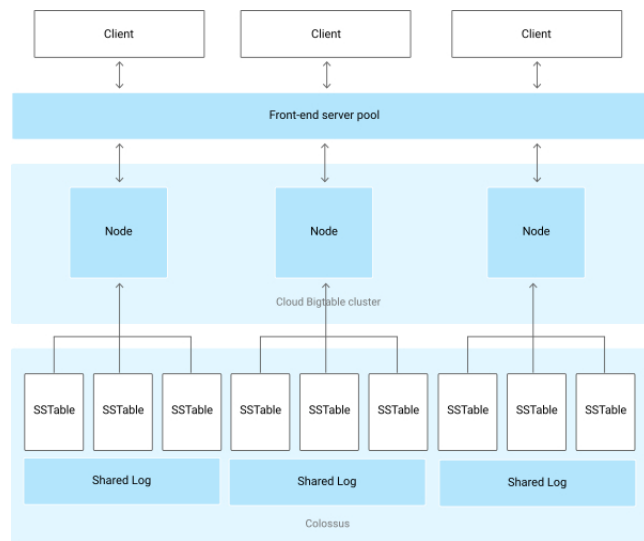 Client
Client
Client
Front-end server pool
Node
Node
Node
Cloud Bigtable cluster
SSTable
SSTable
SSTable
SSTable
SSTable
SSTable
SSTable
SSTable
SSTable
Shared Log
Shared Log
Shared Log
Colossus